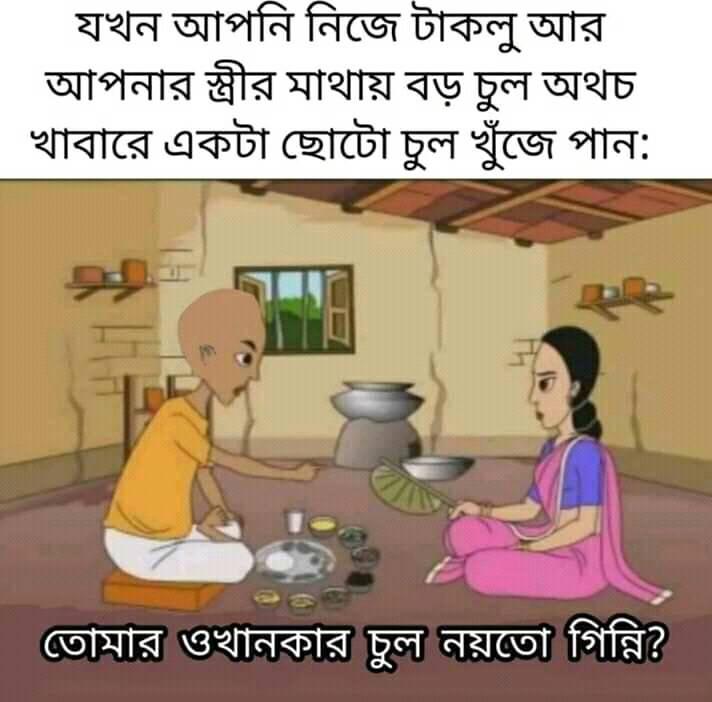 যখন আপনি নিজে টাকলু আর
আপনার স্ত্রীর মাথায় বড় চুল অথচ
খাবারে একটা ছোটো চুল খুঁজে পান:
তোমার ওখানকার চুল নয়তো গিন্নি?